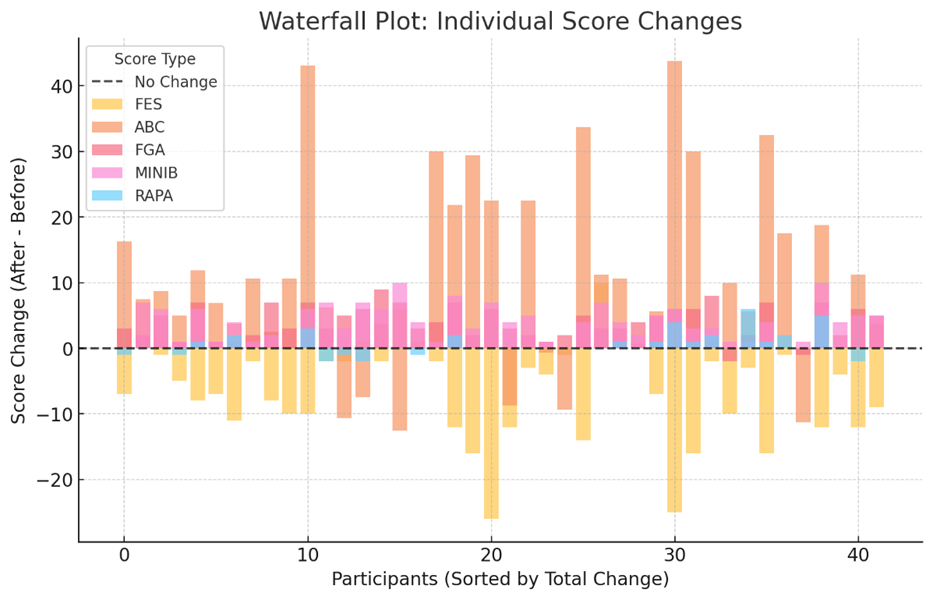 Waterfall Plot: Individual Score Changes
Score Type
No Change
FES
ABC
FGA
MINIB
RAPA
Score Change (After - Before)
40
30
20
10
0
−10
−20
0 10 20 30 40
Participants (Sorted by Total Change)